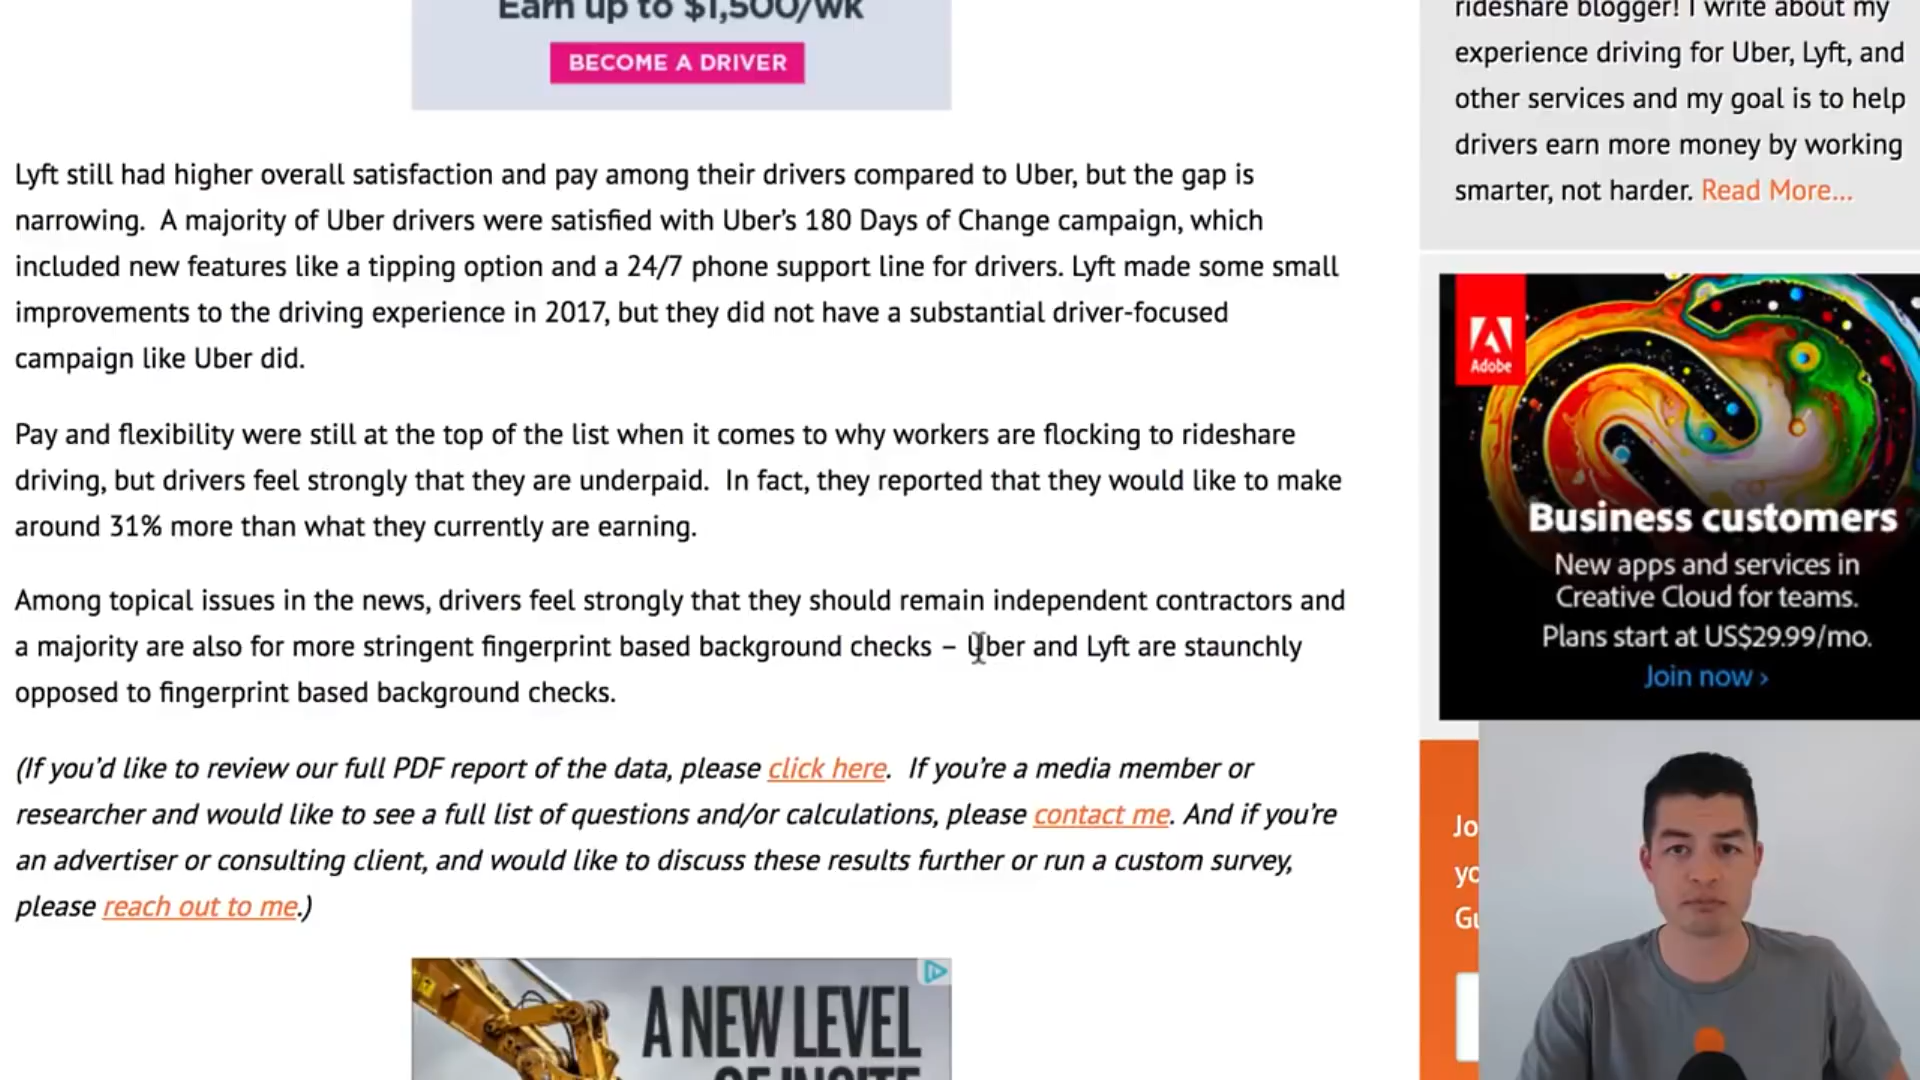 Earn up to $1,500/wk
BECOME A DRIVER
Lyft still had higher overall satisfaction and pay among their drivers compared to Uber, but the gap is
narrowing.  A majority of Uber drivers were satisfied with Uber's 180 Days of Change campaign, which
included new features like a tipping option and a 24/7 phone support line for drivers. Lyft made some small
improvements to the driving experience in 2017, but they did not have a substantial driver-focused
campaign like Uber did.
Pay and flexibility were still at the top of the list when it comes to why workers are flocking to rideshare
driving, but drivers feel strongly that they are underpaid.  In fact, they reported that they would like to make
around 31% more than what they currently are earning.
Among topical issues in the news, drivers feel strongly that they should remain independent contractors and
a majority are also for more stringent fingerprint based background checks – Uber and Lyft are staunchly
opposed to fingerprint based background checks.
(If you'd like to review our full PDF report of the data, please click here.  If you're a media member or
researcher and would like to see a full list of questions and/or calculations, please contact me. And if you're
an advertiser or consulting client, and would like to discuss these results further or run a custom survey,
please reach out to me.)
A NEW LEVEL
OF INSITE
rideshare blogger! I write about my
experience driving for Uber, Lyft, and
other services and my goal is to help
drivers earn more money by working
smarter, not harder. Read More...
Adobe
Business customers
New apps and services in
Creative Cloud for teams.
Plans start at US$29.99/mo.
Join now ›
Jo
yo
Gu